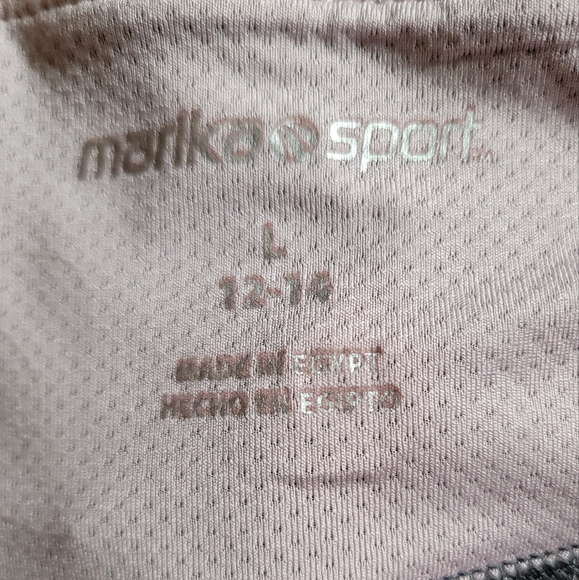 marika sport
L
12-14
MADE IN EGYPT
HECHO EN EGIPTO